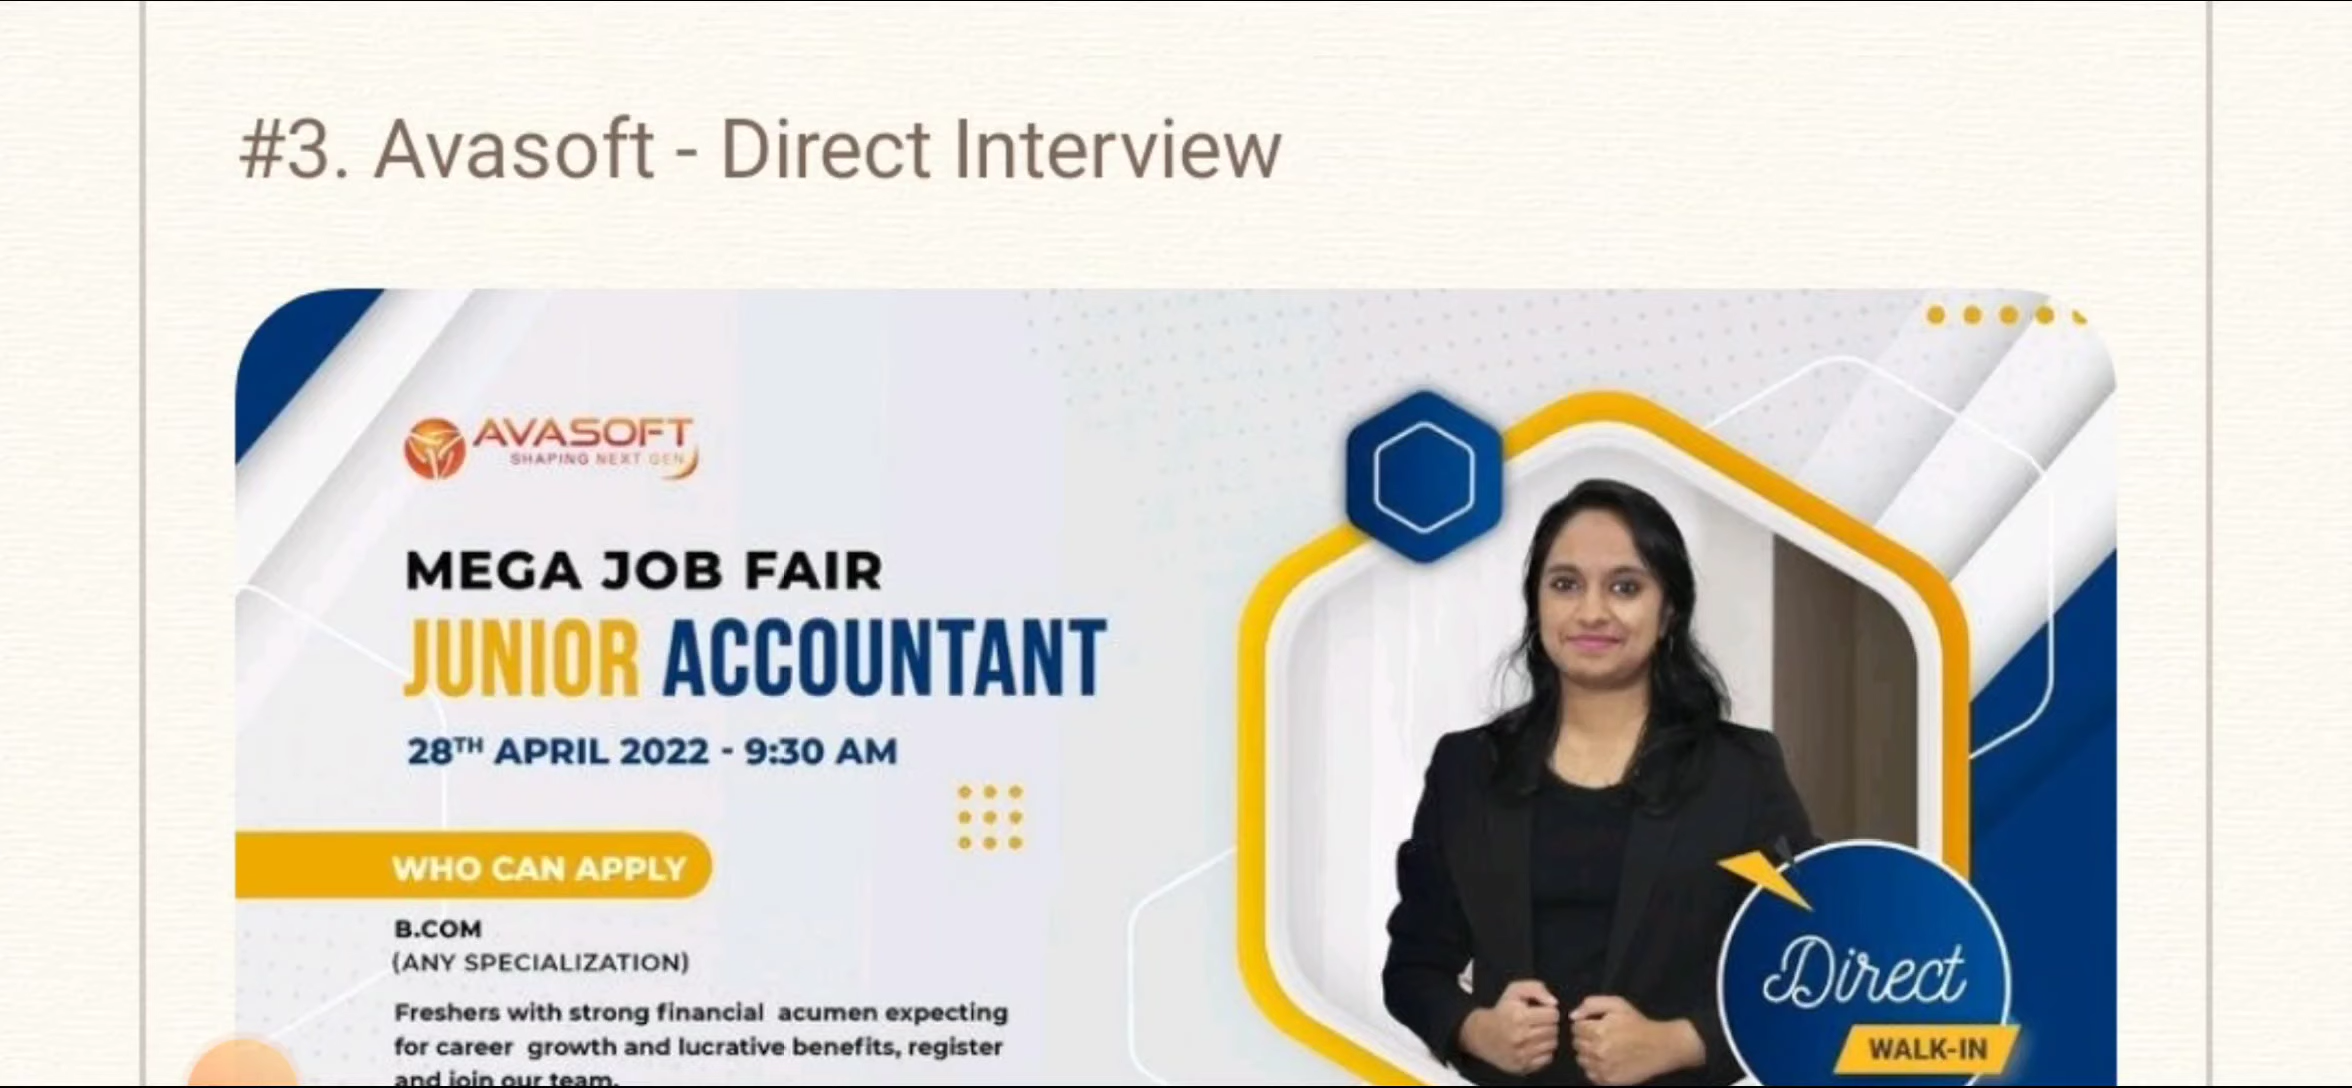 #3. Avasoft - Direct Interview
AVASOFT
SHAPING NEXT GEN
MEGA JOB FAIR
JUNIOR ACCOUNTANT
28TH APRIL 2022 - 9:30 AM
WHO CAN APPLY
B.COM
(ANY SPECIALIZATION)
Freshers with strong financial acumen expecting
for career growth and lucrative benefits, register
and join our team.
Direct
WALK-IN